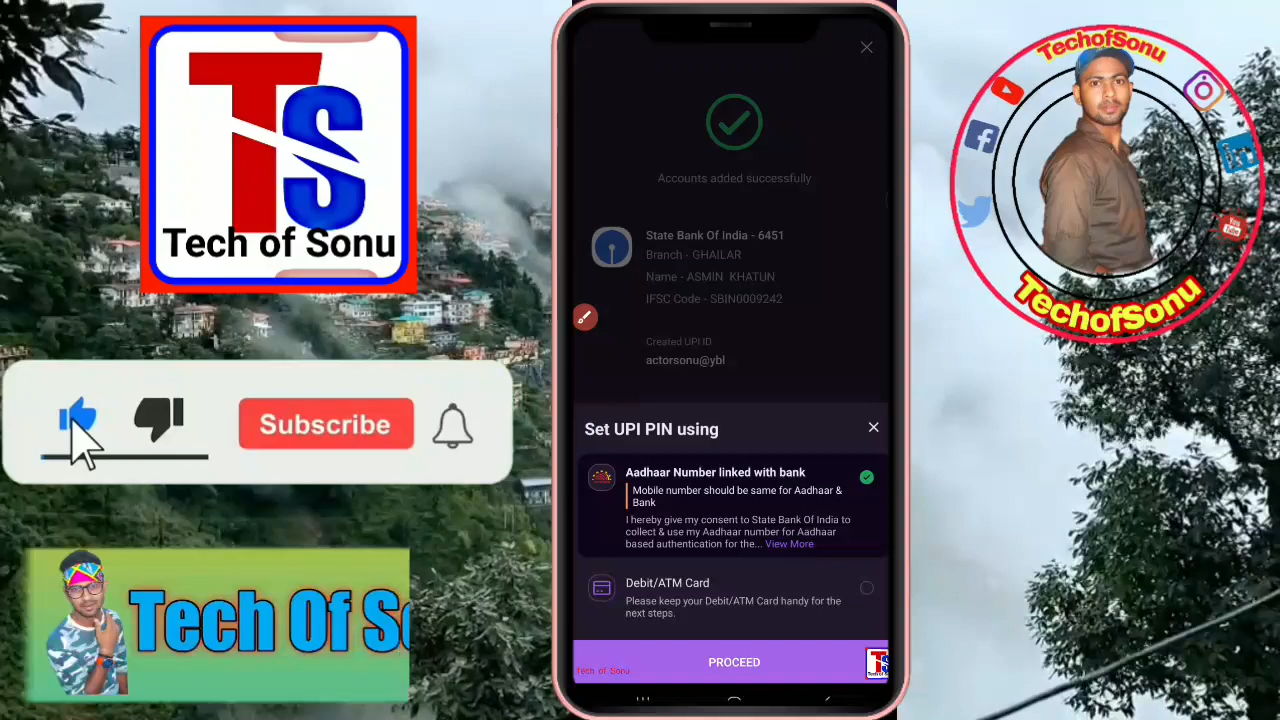 TS
Tech of Sonu
Subscribe
Tech Of S
Accounts added successfully
State Bank Of India - 6451
Branch - GHAILAR
Name - ASMIN KHATUN
IFSC Code - SBIN0009242
Created UPI ID
actorsonu@ybl
Set UPI PIN using
Aadhaar Number linked with bank
Mobile number should be same for Aadhaar &
Bank
I hereby give my consent to State Bank Of India to
collect & use my Aadhaar number for Aadhaar
based authentication for the... View More
Debit/ATM Card
Please keep your Debit/ATM Card handy for the
next steps.
PROCEED
Tech of Sonu
TS
TechofSonu
in
You
Tube
TechofSonu